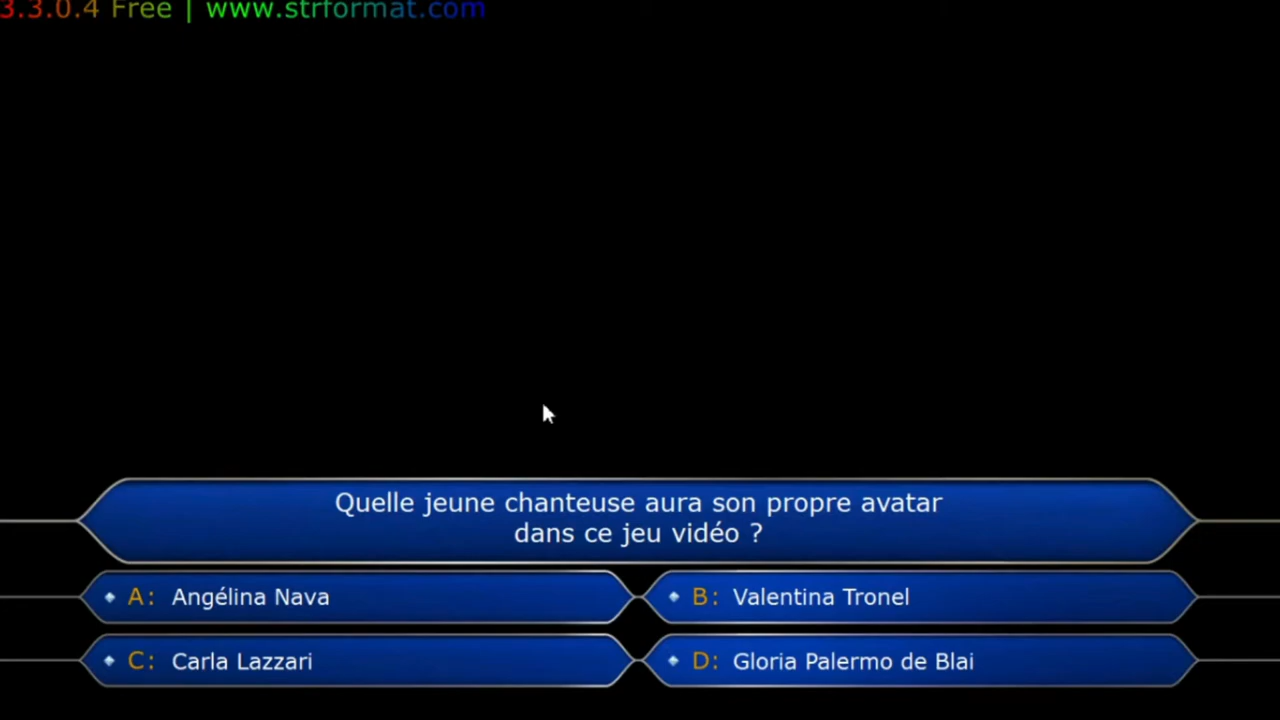 3.3.0.4 Free | www.strformat.com
Quelle jeune chanteuse aura son propre avatar
dans ce jeu vidéo ?
A: Angélina Nava
B: Valentina Tronel
C: Carla Lazzari
D: Gloria Palermo de Blai